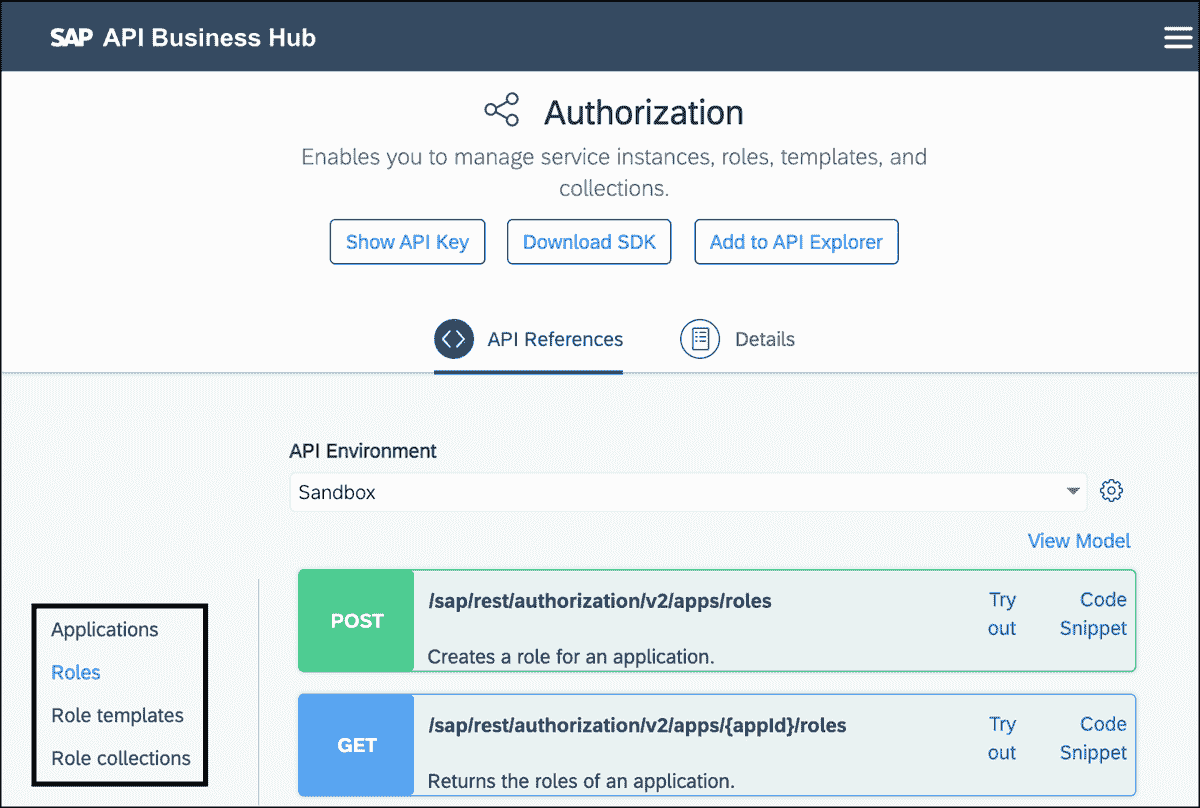 SAP API Business Hub
Authorization
Enables you to manage service instances, roles, templates, and
collections.
Show API Key
Download SDK
Add to API Explorer
API References
Details
API Environment
Sandbox
View Model
Applications
Roles
Role templates
Role collections
POST
/sap/rest/authorization/v2/apps/roles
Creates a role for an application.
Try
out
Code
Snippet
GET
/sap/rest/authorization/v2/apps/{appId}/roles
Returns the roles of an application.
Try
out
Code
Snippet